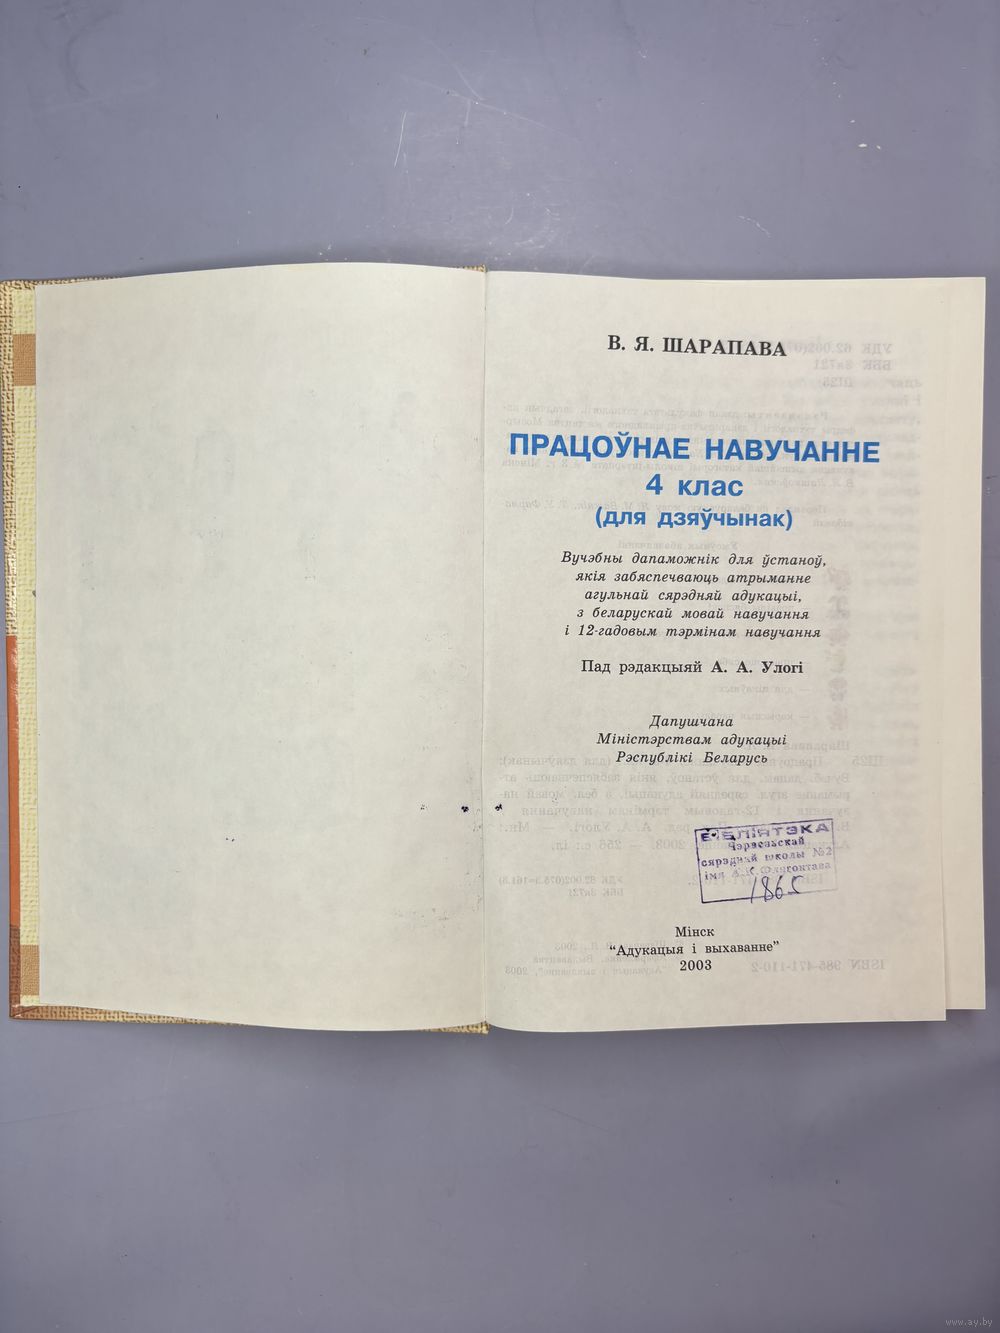 В. Я. ШАРАПАВА
ПРАЦОЎНАЕ НАВУЧАННЕ
4 клас
(для дзяўчынак)
Вучэбны дапаможнік для ўстаноў,
якія забяспечваюць атрыманне
агульнай сярэдняй адукацыі,
з беларускай мовай навучання
і 12-гадовым тэрмінам навучання
Пад рэдакцыяй А. А. Улогі
Дапушчана
Міністэрствам адукацыі
Рэспублікі Беларусь
БІБЛІЯТЭКА
сярэдняй школы №2
імя
1865
Мінск
"Адукацыя і выхаванне"
2003
www.ay.by